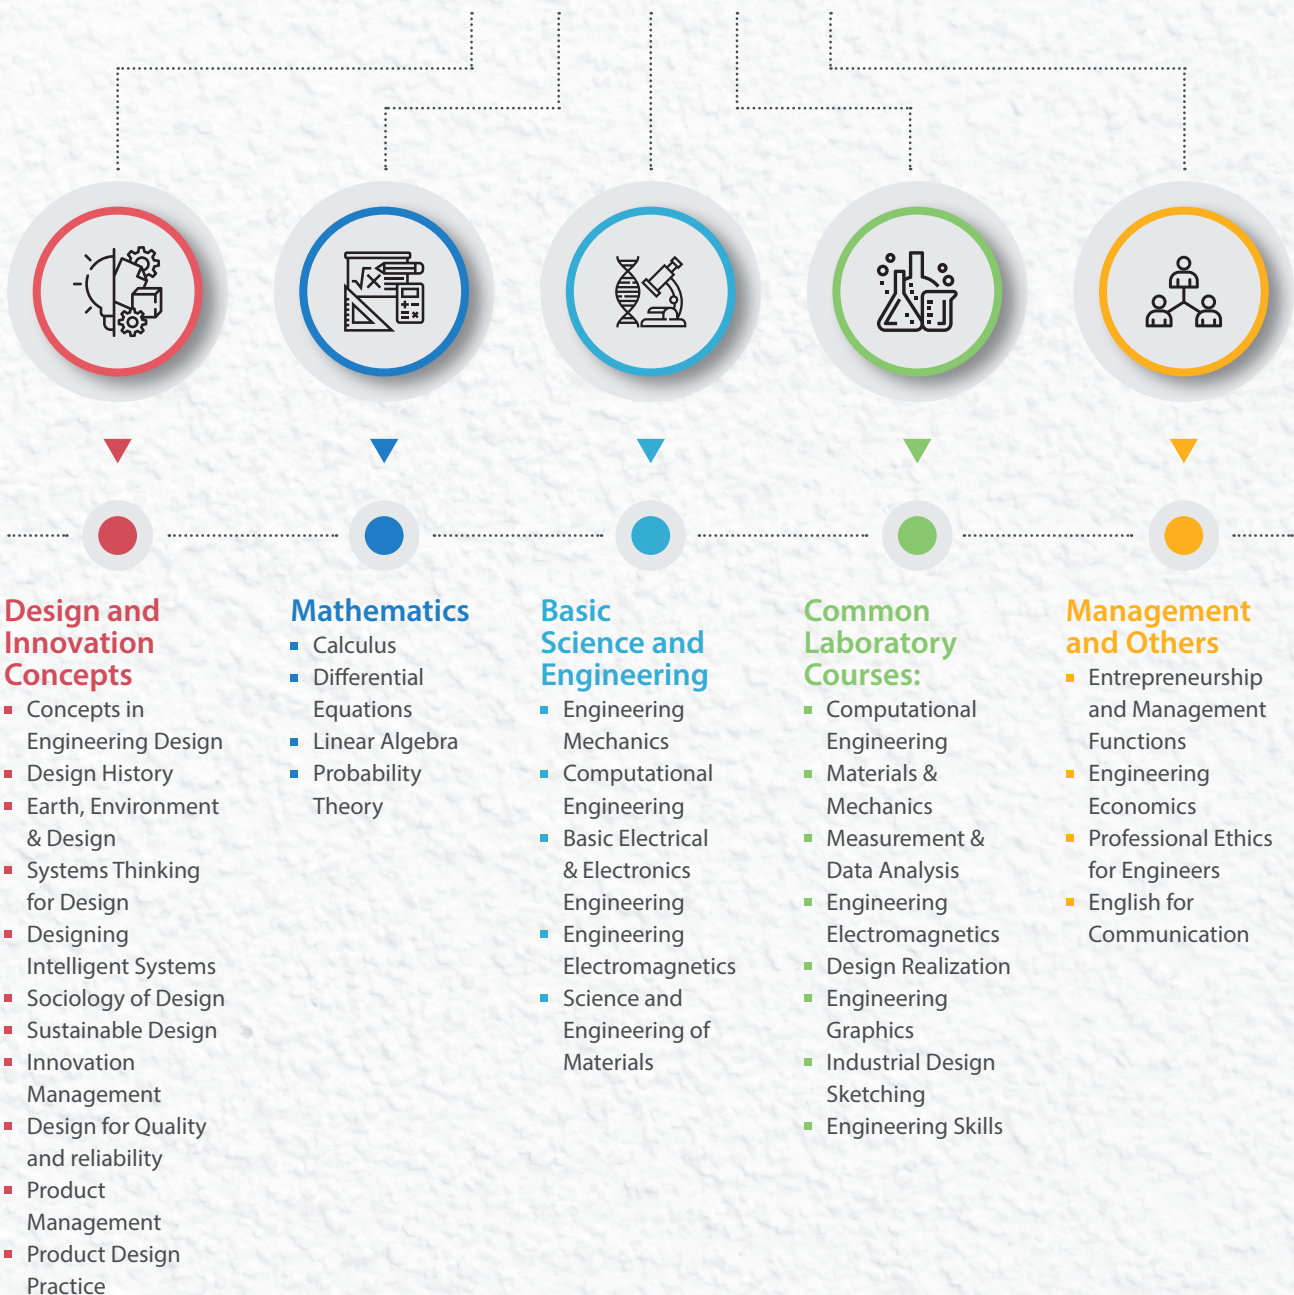 Design and
Innovation
Concepts
Concepts in
Engineering Design
Design History
Earth, Environment
& Design
Systems Thinking
for Design
Designing
Intelligent Systems
Sociology of Design
Sustainable Design
Innovation
Management
Design for Quality
and reliability
Product
Management
Product Design
Practice
Mathematics
Calculus
Differential
Equations
Linear Algebra
Probability
Theory
Basic
Science and
Engineering
Engineering
Mechanics
Computational
Engineering
Basic Electrical
& Electronics
Engineering
Engineering
Electromagnetics
Science and
Engineering of
Materials
Common
Laboratory
Courses:
Computational
Engineering
Materials &
Mechanics
Measurement &
Data Analysis
Engineering
Electromagnetics
Design Realization
Engineering
Graphics
Industrial Design
Sketching
Engineering Skills
Management
and Others
Entrepreneurship
and Management
Functions
Engineering
Economics
Professional Ethics
for Engineers
English for
Communication